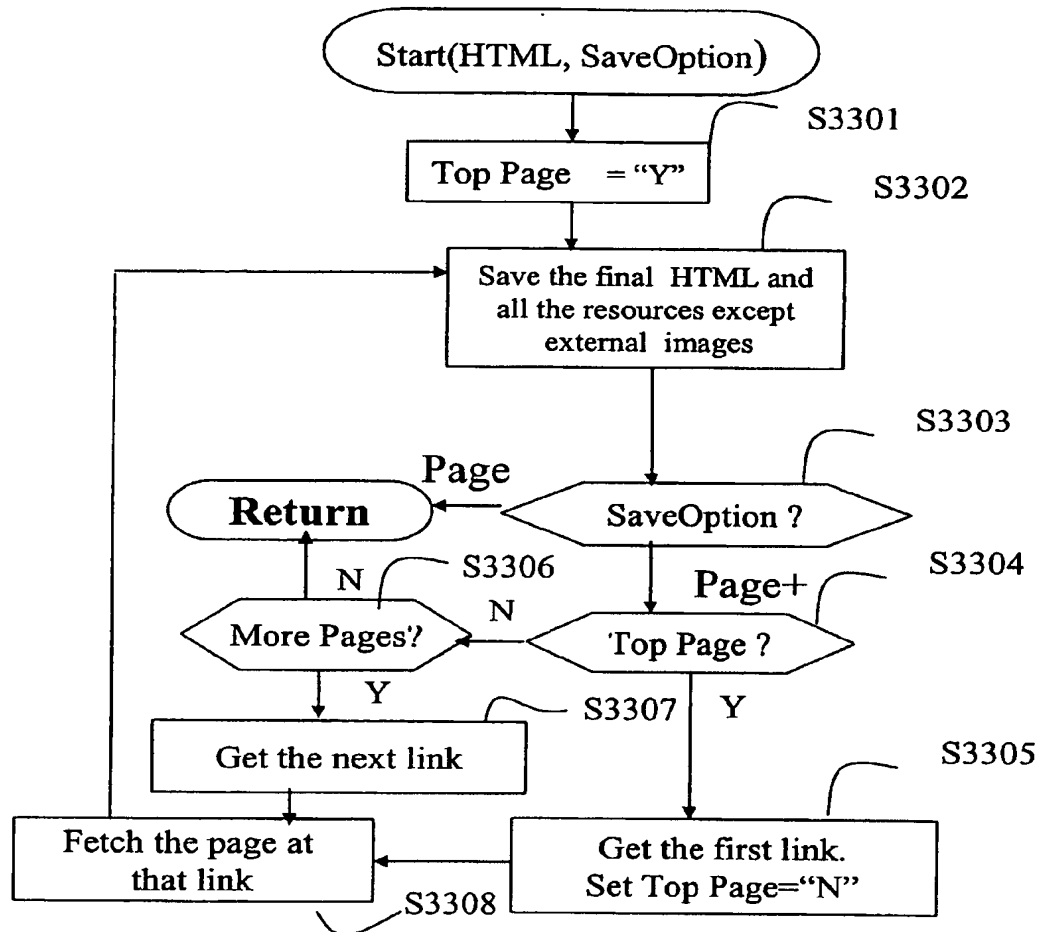 Start(HTML, SaveOption)
S3301
Top Page = “Y”
S3302
Save the final HTML and
all the resources except
external images
S3303
Page
Return
SaveOption ?
S3306
S3304
N
Page+
N
More Pages?
Top Page ?
Y
S3307
Y
Get the next link
S3305
Fetch the page at
that link
Get the first link.
Set Top Page=“N”
S3308